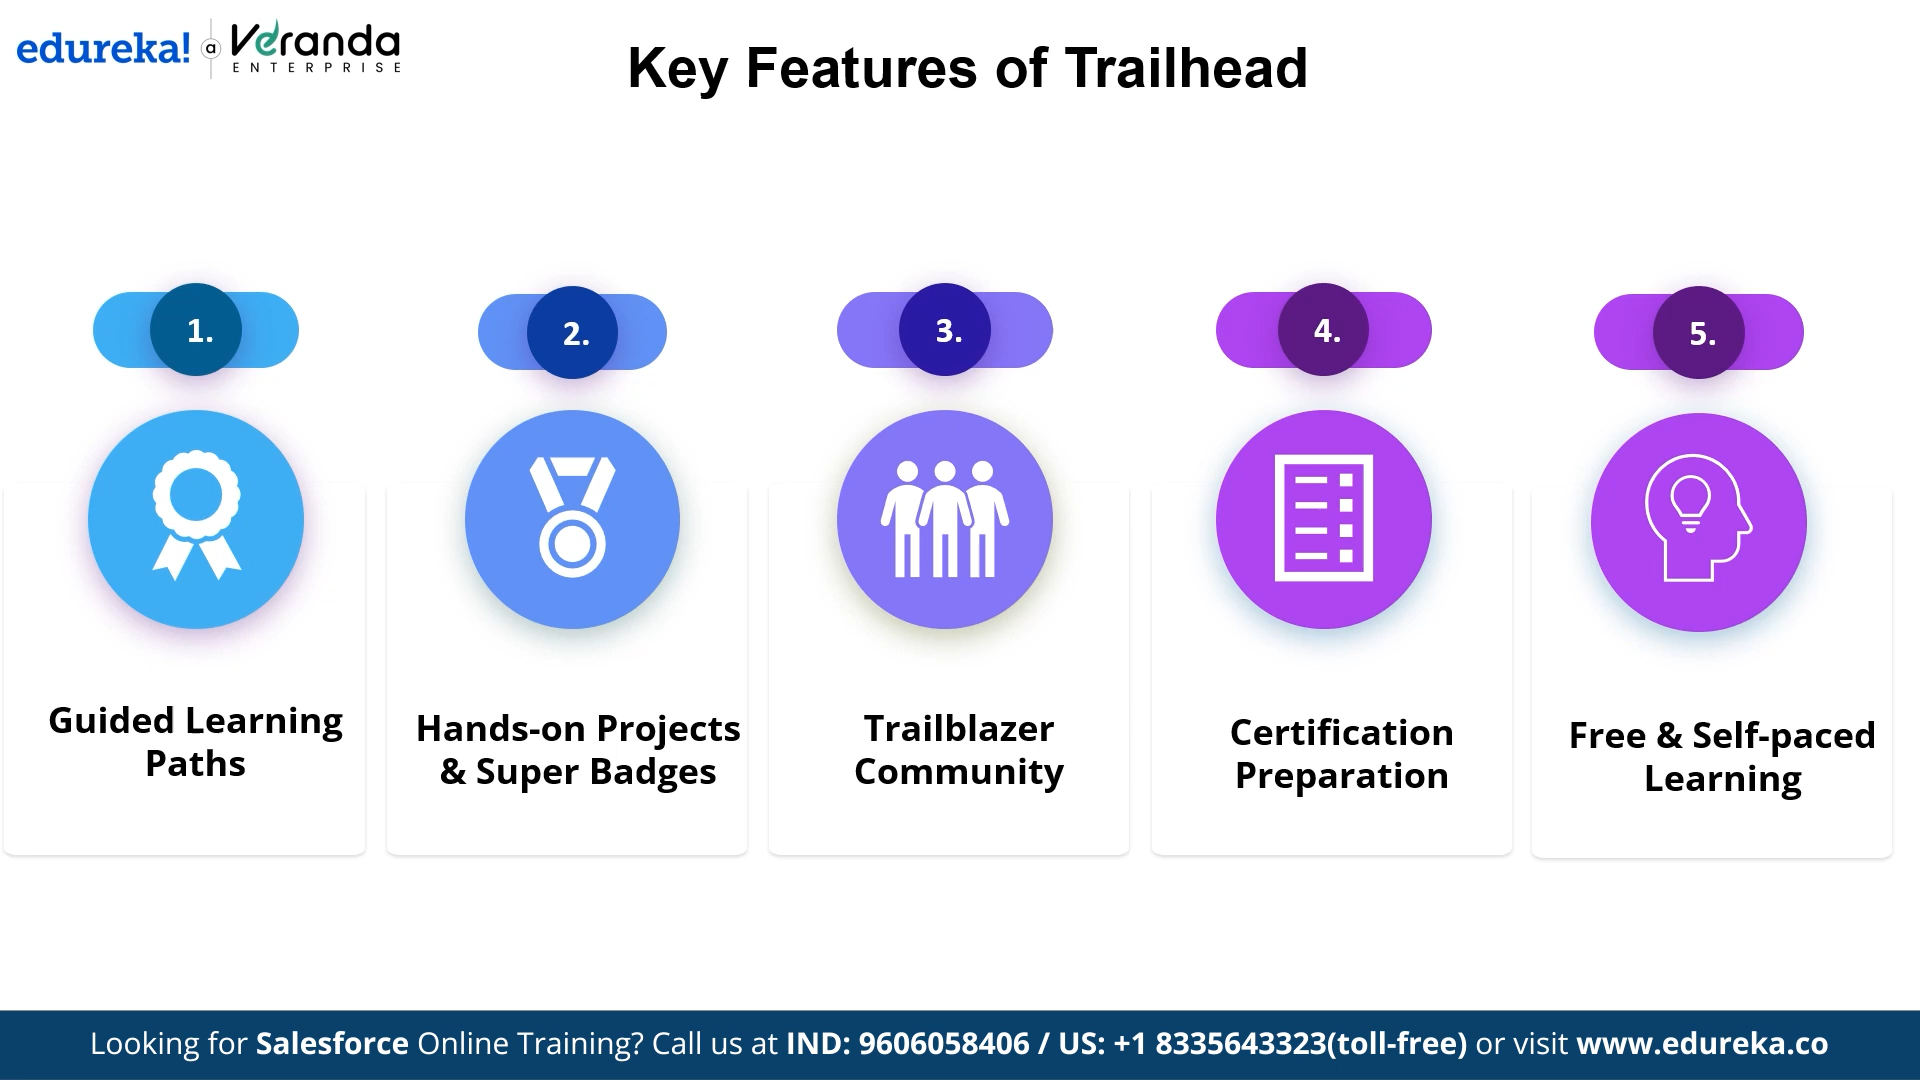 edureka! a Veranda
ENTERPRISE
Key Features of Trailhead
1.
2.
3.
4.
5.
Guided Learning
Paths
Hands-on Projects
& Super Badges
Trailblazer
Community
Certification
Preparation
Free & Self-paced
Learning
Looking for Salesforce Online Training? Call us at IND: 9606058406 / US: +1 8335643323(toll-free) or visit www.edureka.co